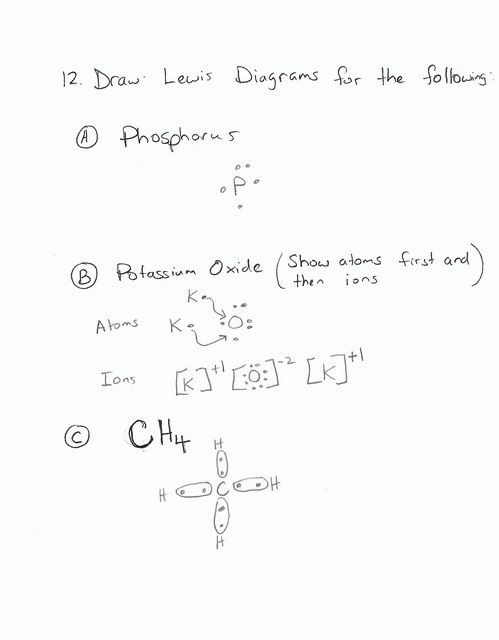 12. Draw Lewis Diagrams for the following:
Ⓐ Phosphorus
P
Ⓑ Potassium Oxide (Show atoms first and then ions)
K
Atoms K O
Ions [K]+1 [O]-2 [K]+1
Ⓒ CH4
H
H C H
H